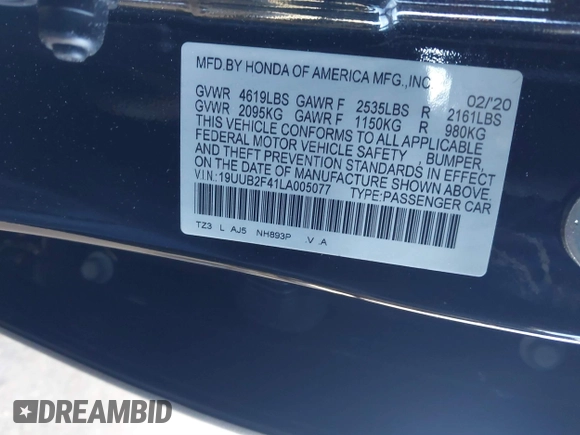 MFD.BY HONDA OF AMERICA MFG.,INC.
02/'20
GVWR 4619LBS GAWR F 2535LBS R 2161LBS
GVWR 2095KG GAWR F 1150KG R 980KG
THIS VEHICLE CONFORMS TO ALL APPLICABLE
FEDERAL MOTOR VEHICLE SAFETY , BUMPER,
AND THEFT PREVENTION STANDARDS IN EFFECT
ON THE DATE OF MANUFACTURE SHOWN ABOVE.
VIN:19UUB2F41LA005077 TYPE:PASSENGER CAR
TZ3 L AJ5 NH893P .V .A
DREAMBID